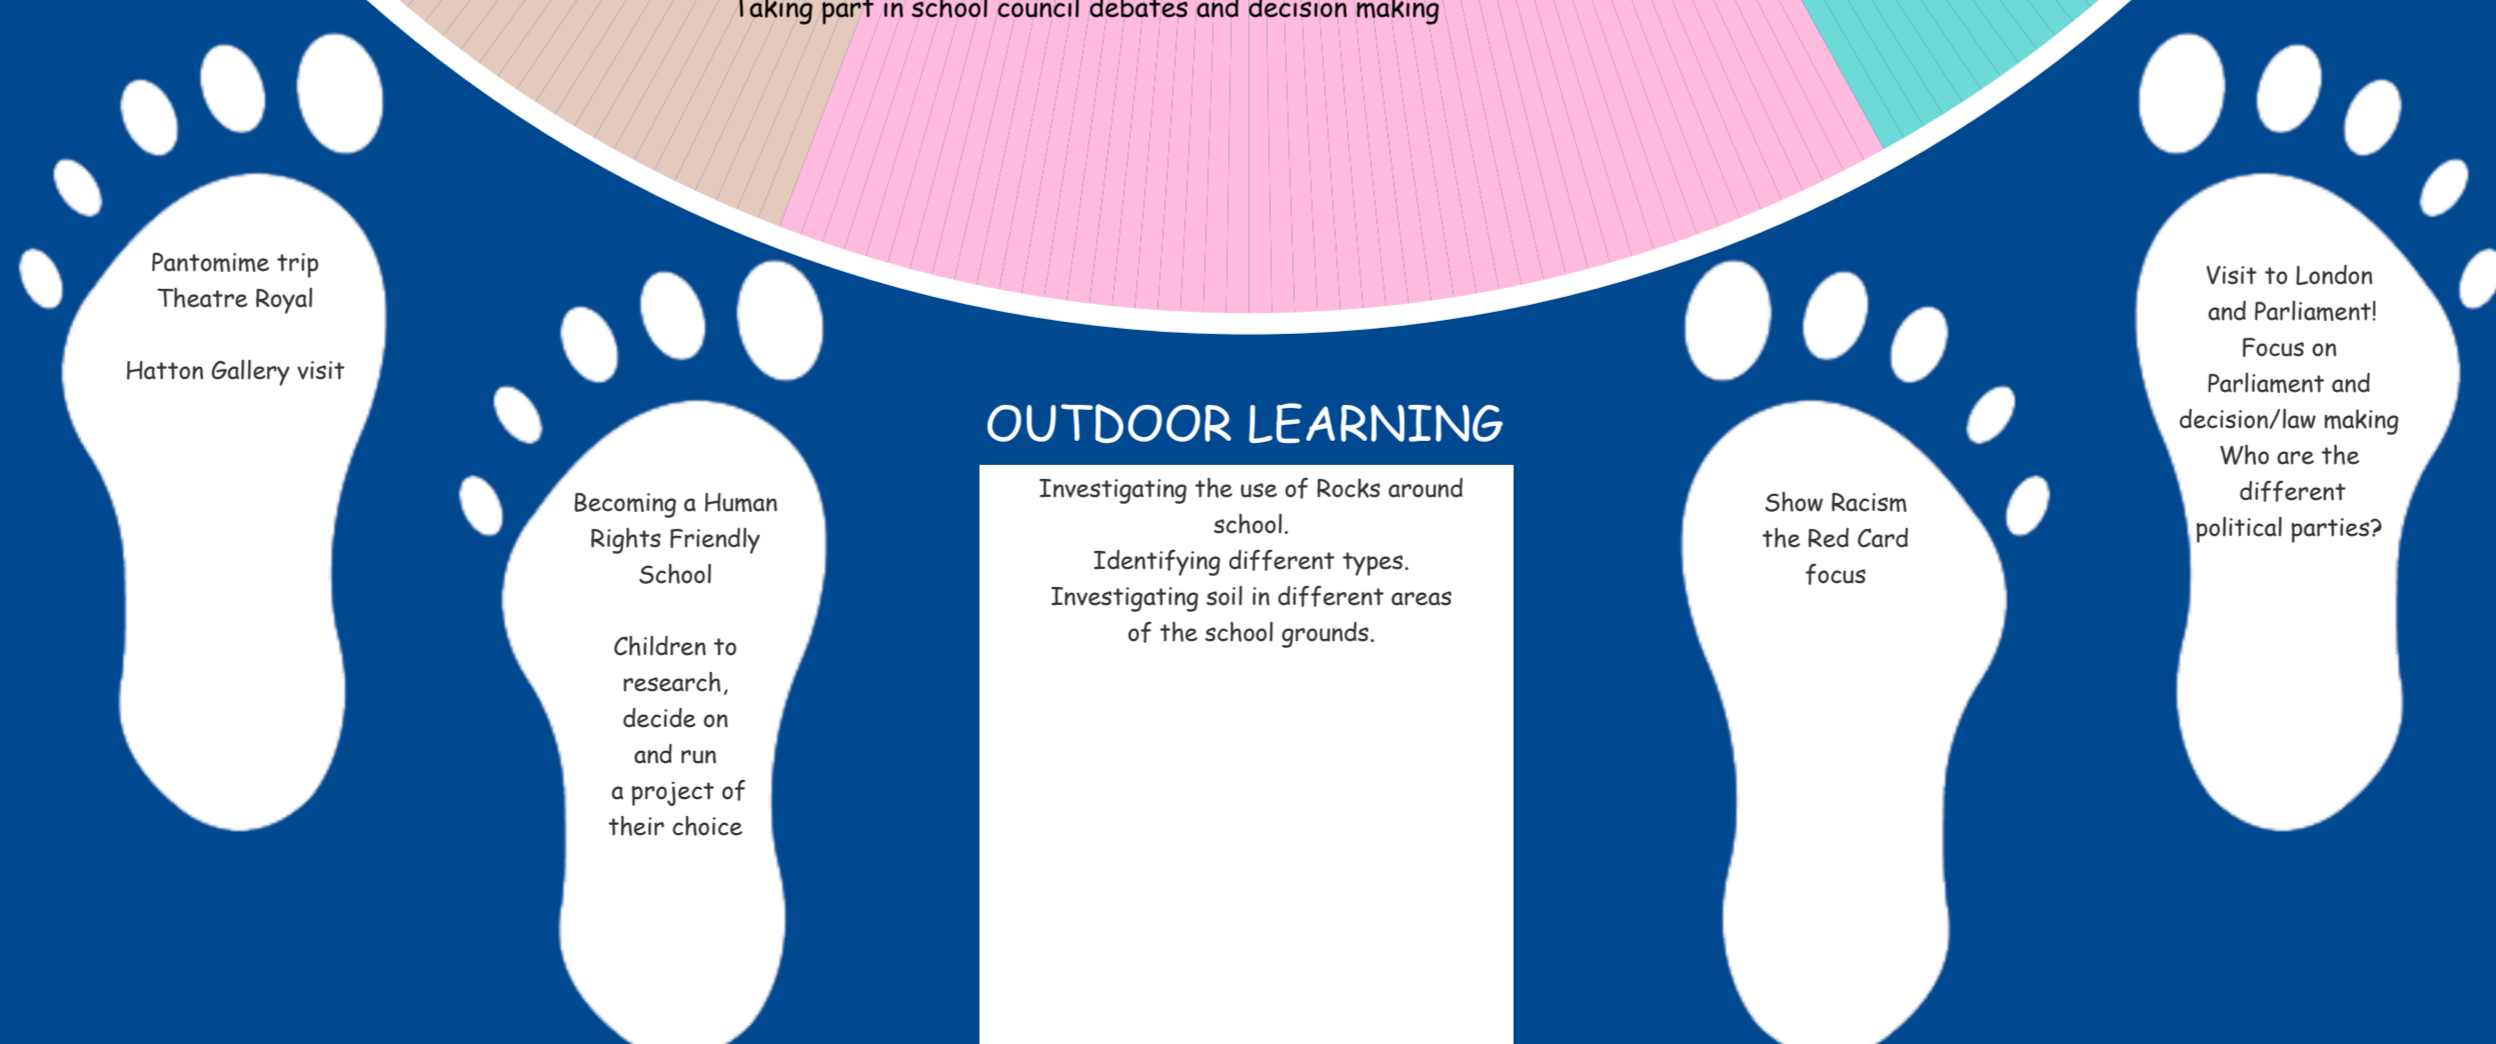 Taking part in school council debates and decision making
Pantomime trip
Theatre Royal
Hatton Gallery visit
Becoming a Human
Rights Friendly
School
Children to
research,
decide on
and run
a project of
their choice
OUTDOOR LEARNING
Investigating the use of Rocks around
school.
Identifying different types.
Investigating soil in different areas
of the school grounds.
Show Racism
the Red Card
focus
Visit to London
and Parliament!
Focus on
Parliament and
decision/law making
Who are the
different
political parties?